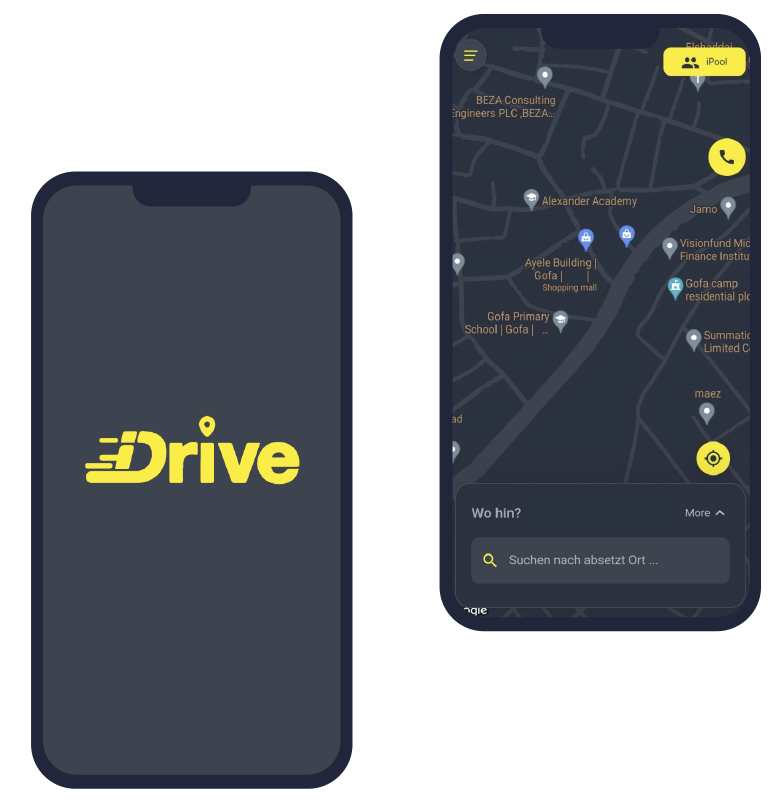 Drive
iPool
BEZA Consulting
Engineers PLC ,BEZA...
Alexander Academy
Jamo
Visionfund Mic
Finance Institu
Ayele Building |
Gofa | |
Shopping mall
Gofa camp
residential plo
Gofa Primary
School | Gofa | ...
Summatio
Limited C
maez
ad
Wo hin?
More
Suchen nach absetzt Ort ...
ogle